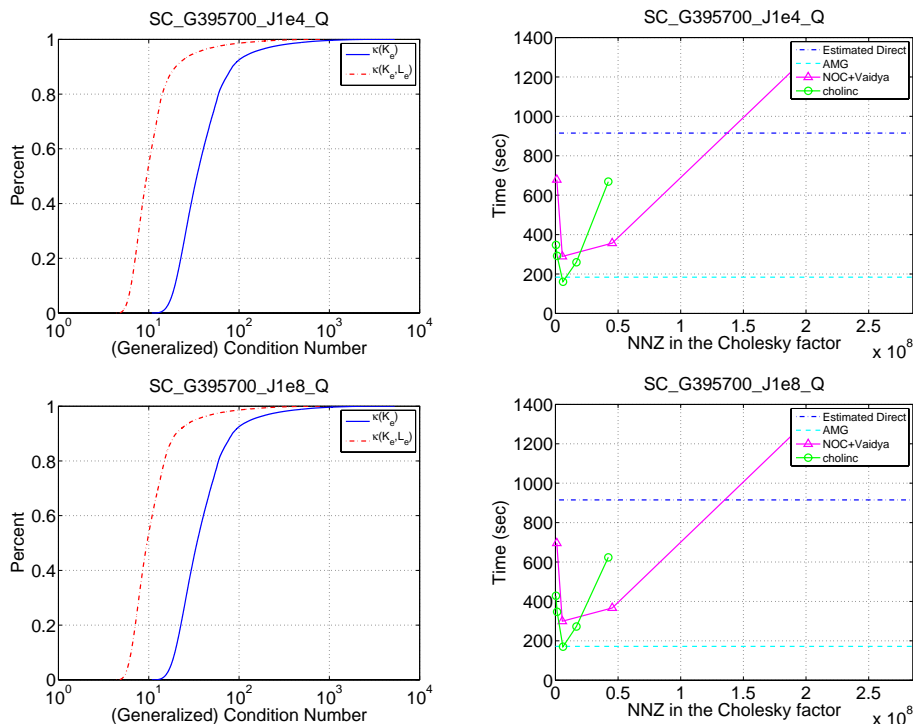 SC_G395700_J1e4_Q
1
0.8
0.6
0.4
0.2
0
Percent
κ(K_e)
κ(K_e,L_e)
10^0 10^1 10^2 10^3 10^4
(Generalized) Condition Number
SC_G395700_J1e4_Q
1400
1200
1000
800
600
400
200
0
Time (sec)
Estimated Direct
AMG
NOC+Vaidya
cholinc
0 0.5 1 1.5 2 2.5
NNZ in the Cholesky factor
x 10^8
SC_G395700_J1e8_Q
1
0.8
0.6
0.4
0.2
0
Percent
κ(K_e)
κ(K_e,L_e)
10^0 10^1 10^2 10^3 10^4
(Generalized) Condition Number
SC_G395700_J1e8_Q
1400
1200
1000
800
600
400
200
0
Time (sec)
Estimated Direct
AMG
NOC+Vaidya
cholinc
0 0.5 1 1.5 2 2.5
NNZ in the Cholesky factor
x 10^8